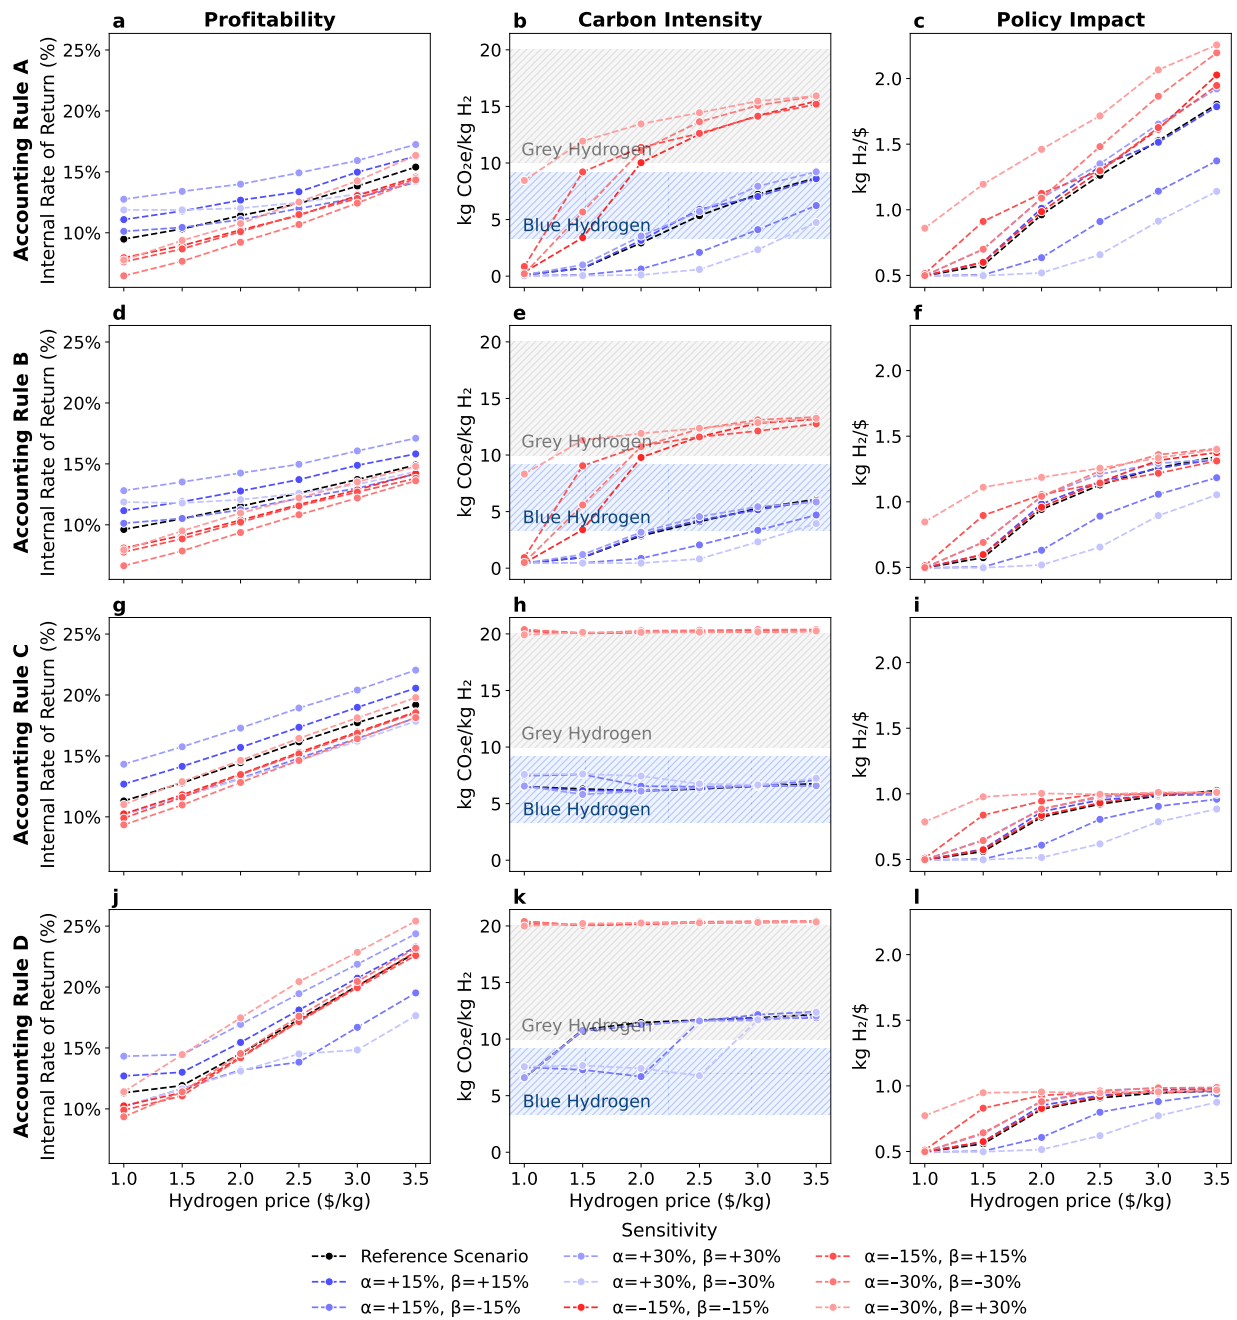 a Profitability
b Carbon Intensity
c Policy Impact
Accounting Rule A
Internal Rate of Return (%)
25%
20%
15%
10%
kg CO₂e/kg H₂
20
15
10
5
0
Grey Hydrogen
Blue Hydrogen
kg H₂/$
2.0
1.5
1.0
0.5
d
e
f
Accounting Rule B
Internal Rate of Return (%)
25%
20%
15%
10%
kg CO₂e/kg H₂
20
15
10
5
0
Grey Hydrogen
Blue Hydrogen
kg H₂/$
2.0
1.5
1.0
0.5
g
h
i
Accounting Rule C
Internal Rate of Return (%)
25%
20%
15%
10%
kg CO₂e/kg H₂
20
15
10
5
0
Grey Hydrogen
Blue Hydrogen
kg H₂/$
2.0
1.5
1.0
0.5
j
k
l
Accounting Rule D
Internal Rate of Return (%)
25%
20%
15%
10%
kg CO₂e/kg H₂
20
15
10
5
0
Grey Hydrogen
Blue Hydrogen
kg H₂/$
2.0
1.5
1.0
0.5
1.0 1.5 2.0 2.5 3.0 3.5
Hydrogen price ($/kg)
1.0 1.5 2.0 2.5 3.0 3.5
Hydrogen price ($/kg)
1.0 1.5 2.0 2.5 3.0 3.5
Hydrogen price ($/kg)
Sensitivity
Reference Scenario
α=+15%, β=+15%
α=+15%, β=-15%
α=+30%, β=+30%
α=+30%, β=–30%
α=–15%, β=–15%
α=–15%, β=+15%
α=–30%, β=–30%
α=–30%, β=+30%